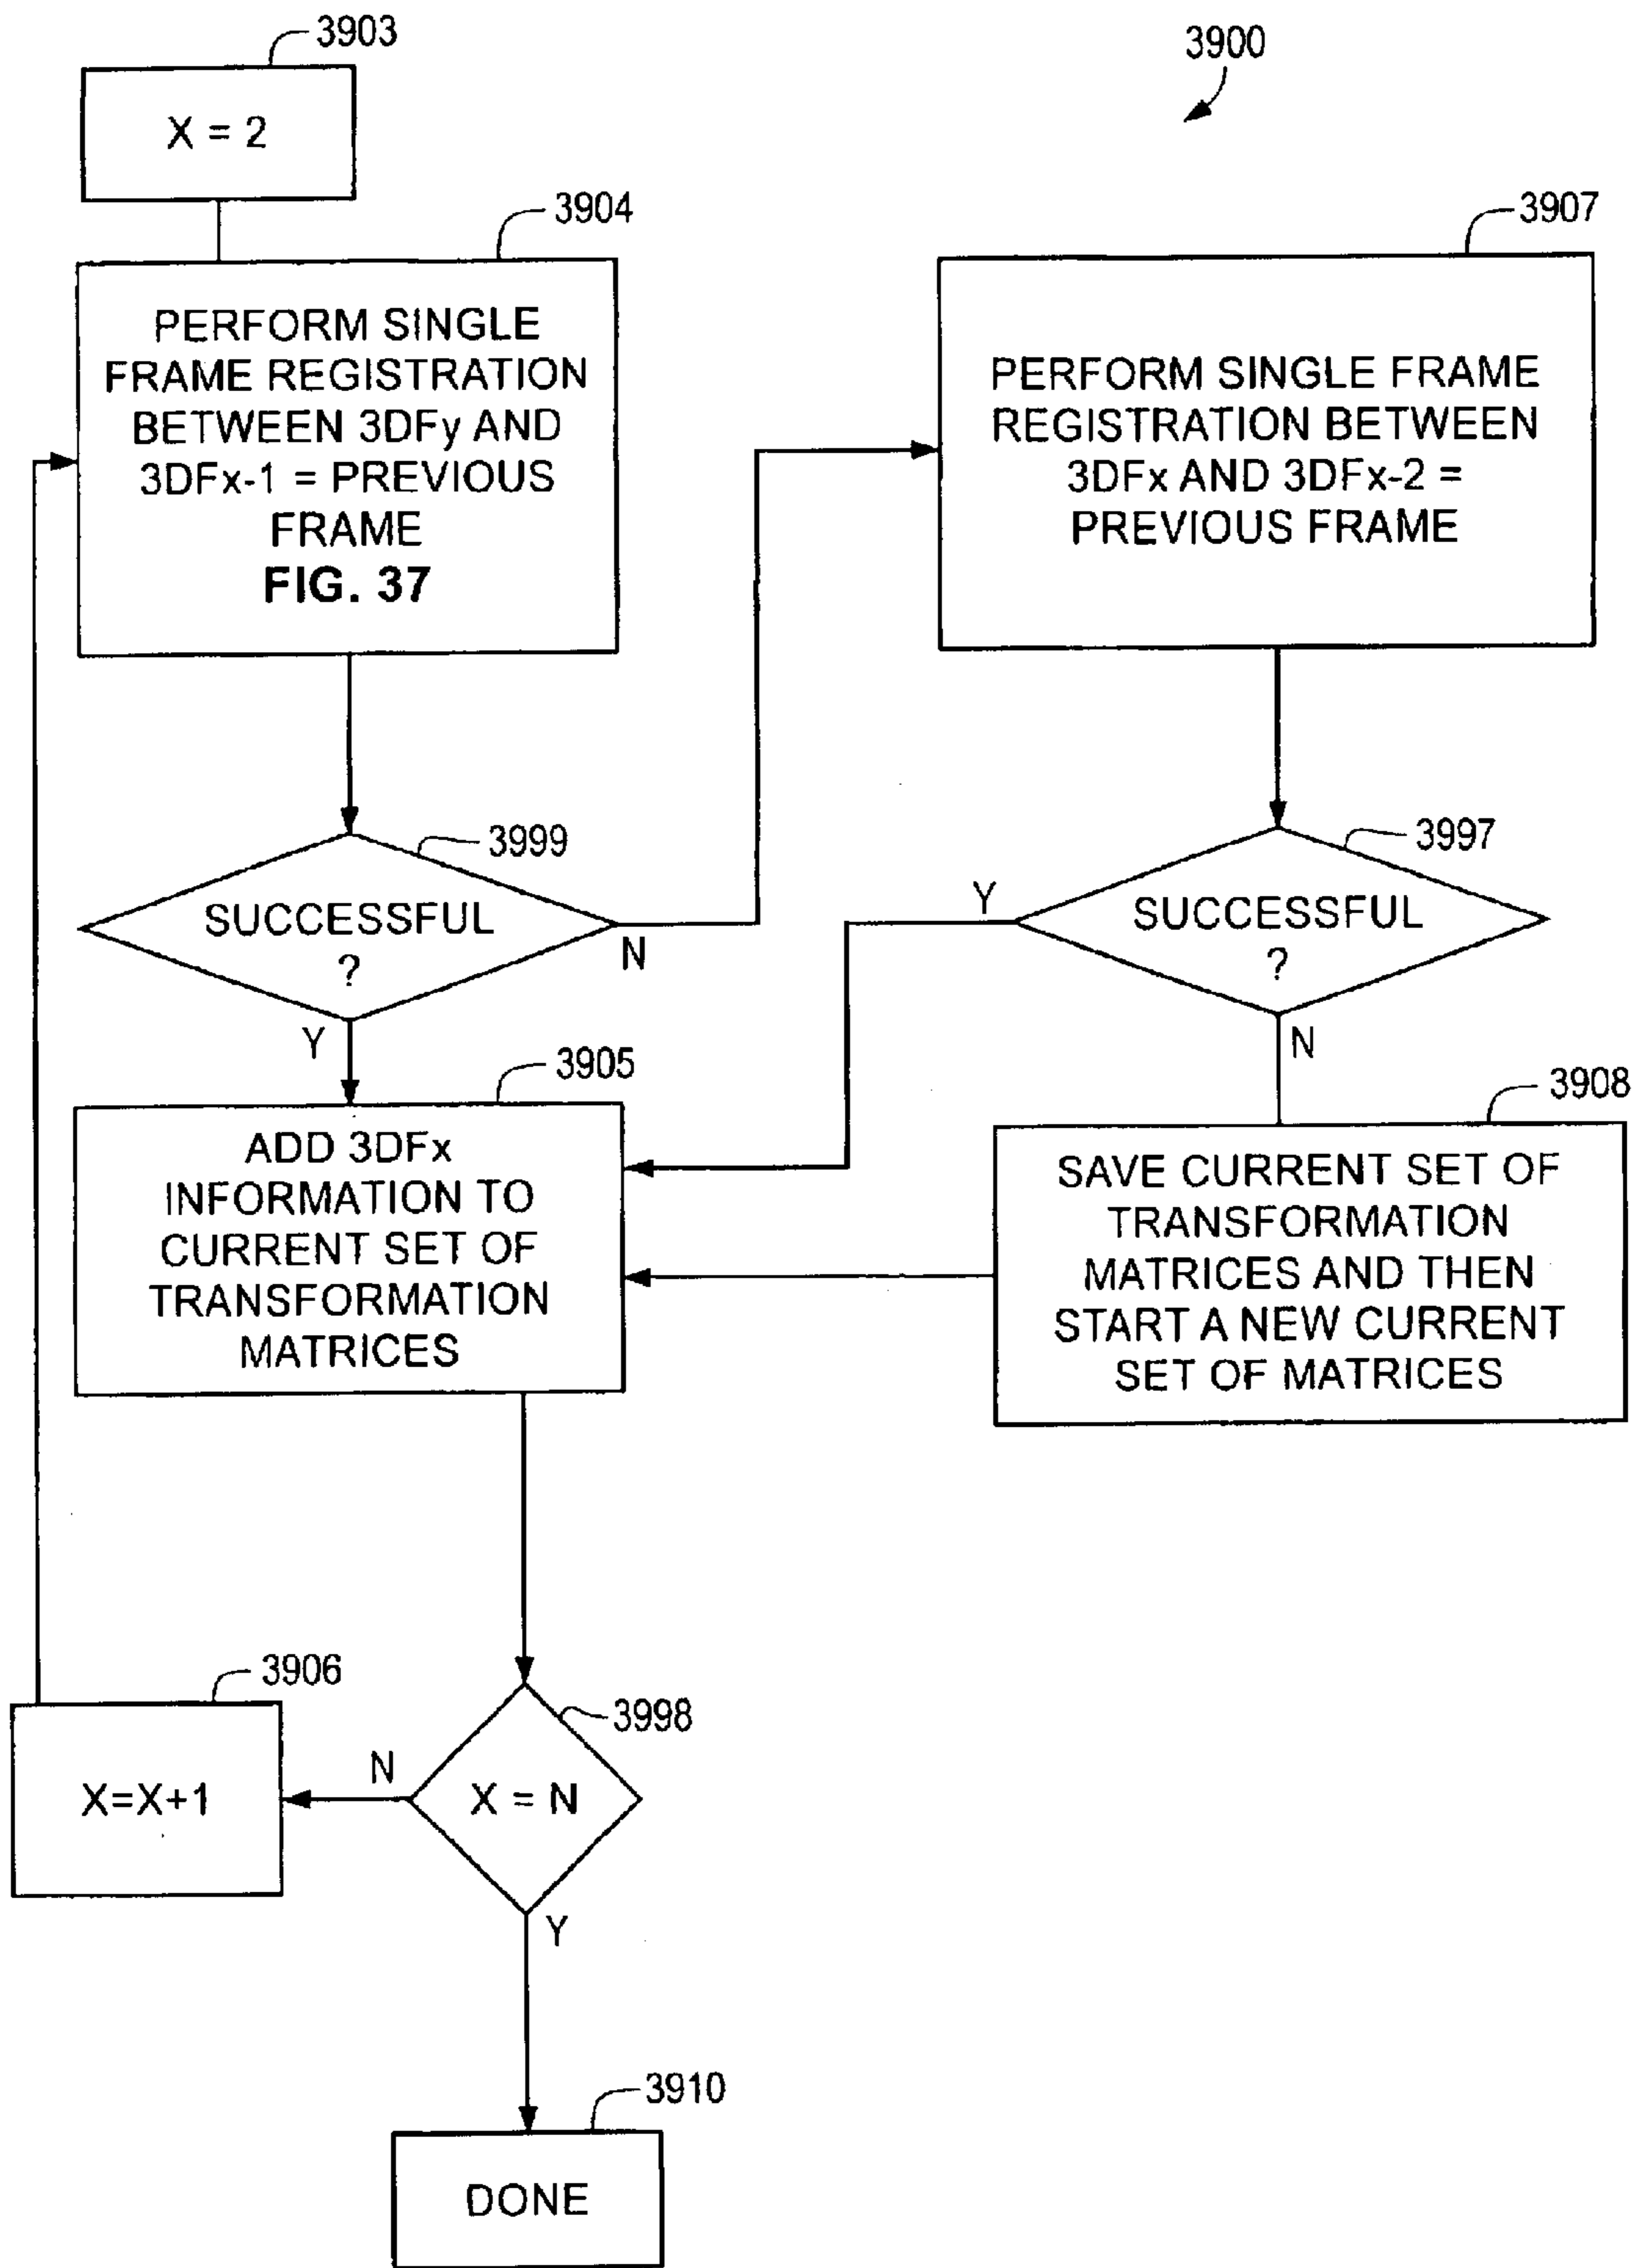 3903
3900
X = 2
3904
PERFORM SINGLE
FRAME REGISTRATION
BETWEEN 3DFy AND
3DFx-1 = PREVIOUS
FRAME
FIG. 37
3907
PERFORM SINGLE FRAME
REGISTRATION BETWEEN
3DFx AND 3DFx-2 =
PREVIOUS FRAME
3999
SUCCESSFUL
?
N
Y
3997
Y
SUCCESSFUL
?
N
3905
ADD 3DFx
INFORMATION TO
CURRENT SET OF
TRANSFORMATION
MATRICES
3908
SAVE CURRENT SET OF
TRANSFORMATION
MATRICES AND THEN
START A NEW CURRENT
SET OF MATRICES
3906
X=X+1
3998
N
X = N
Y
3910
DONE